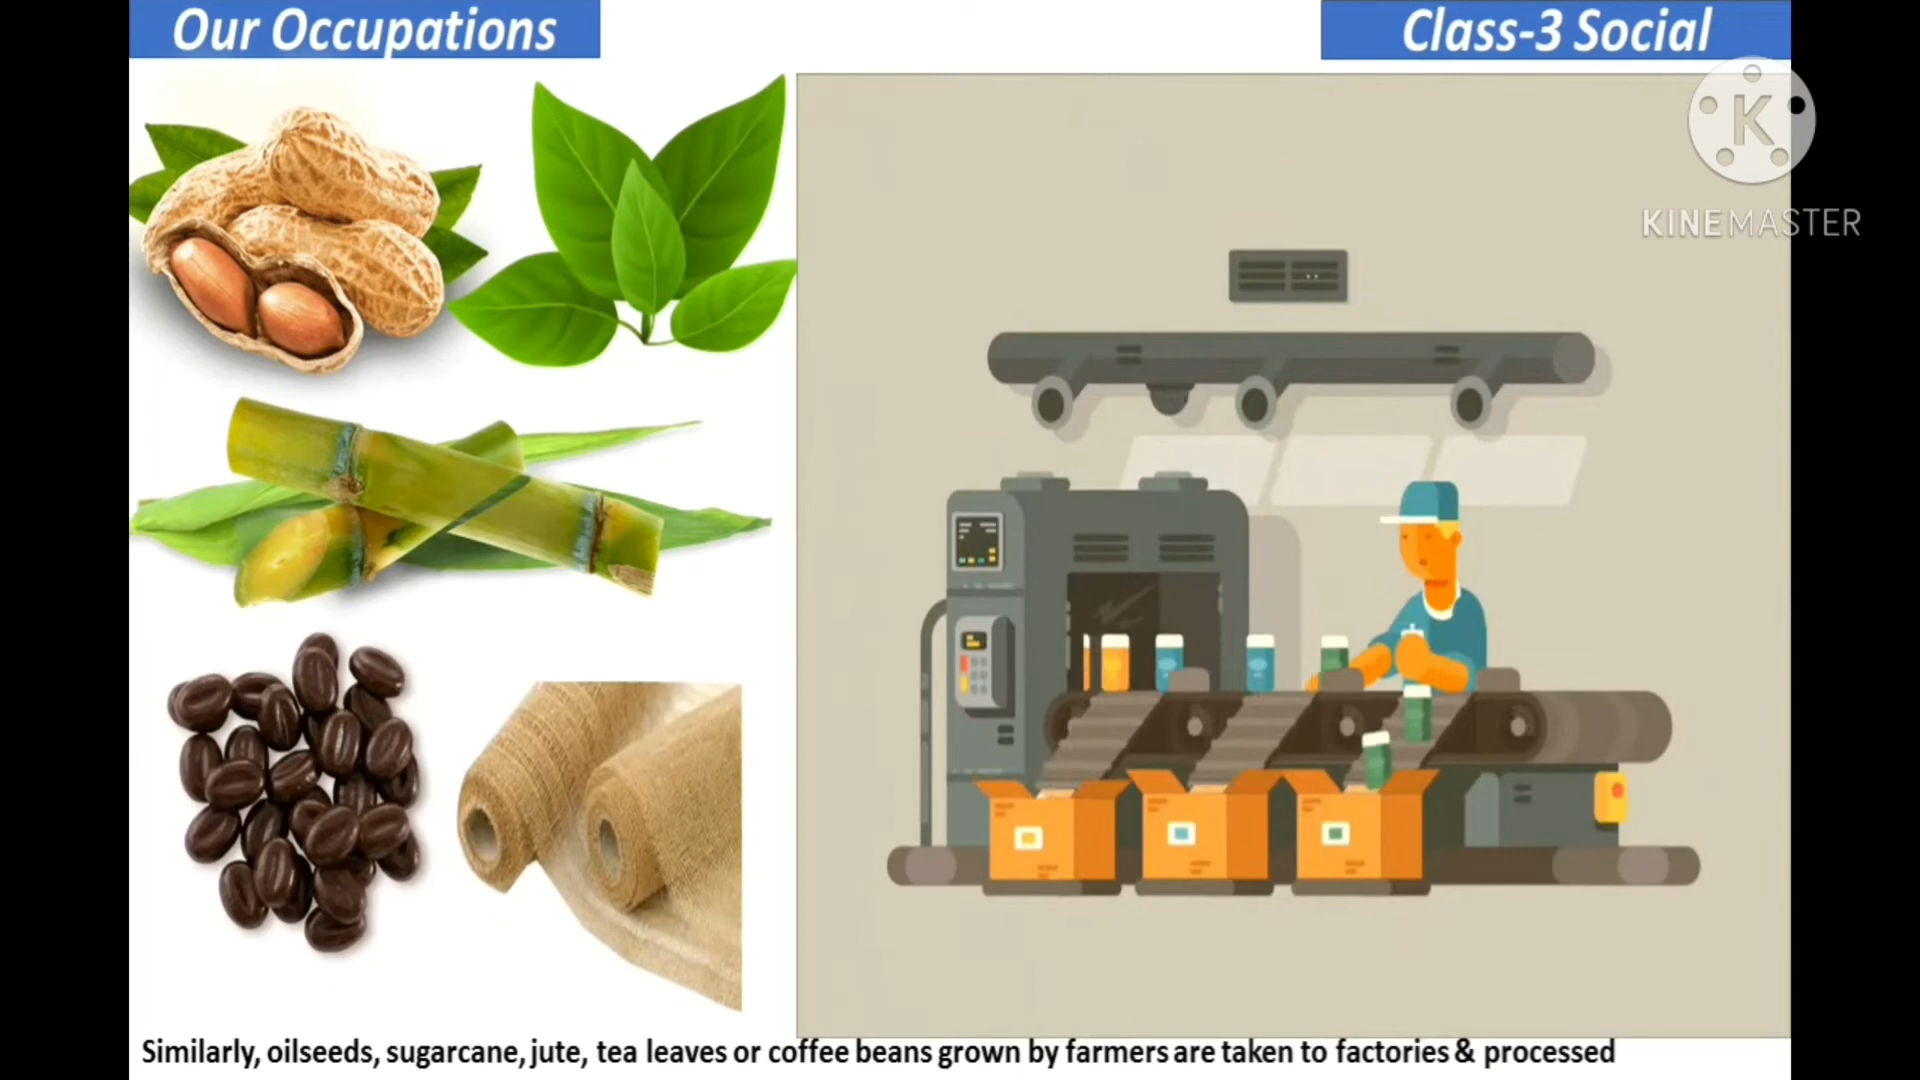 Our Occupations
Class-3 Social
K
KINEMASTER
Similarly, oilseeds, sugarcane, jute, tea leaves or coffee beans grown by farmers are taken to factories & processed